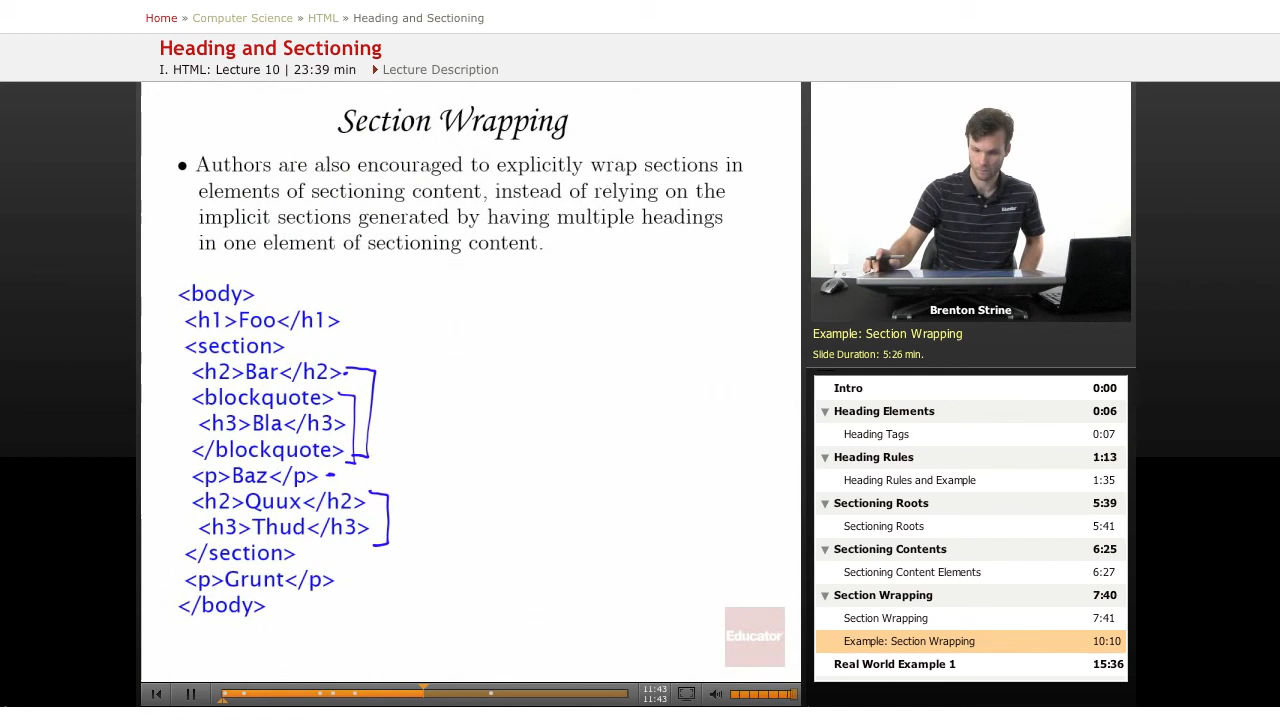 Home » Computer Science » HTML » Heading and Sectioning
Heading and Sectioning
I. HTML: Lecture 10 | 23:39 min Lecture Description
Section Wrapping
• Authors are also encouraged to explicitly wrap sections in
elements of sectioning content, instead of relying on the
implicit sections generated by having multiple headings
in one element of sectioning content.
<body>
<h1>Foo</h1>
<section>
<h2>Bar</h2>
<blockquote>
<h3>Bla</h3>
</blockquote>
<p>Baz</p>
<h2>Quux</h2>
<h3>Thud</h3>
</section>
<p>Grunt</p>
</body>
Educator
11:43
11:43
Educator
Brenton Strine
Example: Section Wrapping
Slide Duration: 5:26 min.
Intro 0:00
Heading Elements 0:06
Heading Tags 0:07
Heading Rules 1:13
Heading Rules and Example 1:35
Sectioning Roots 5:39
Sectioning Roots 5:41
Sectioning Contents 6:25
Sectioning Content Elements 6:27
Section Wrapping 7:40
Section Wrapping 7:41
Example: Section Wrapping 10:10
Real World Example 1 15:36